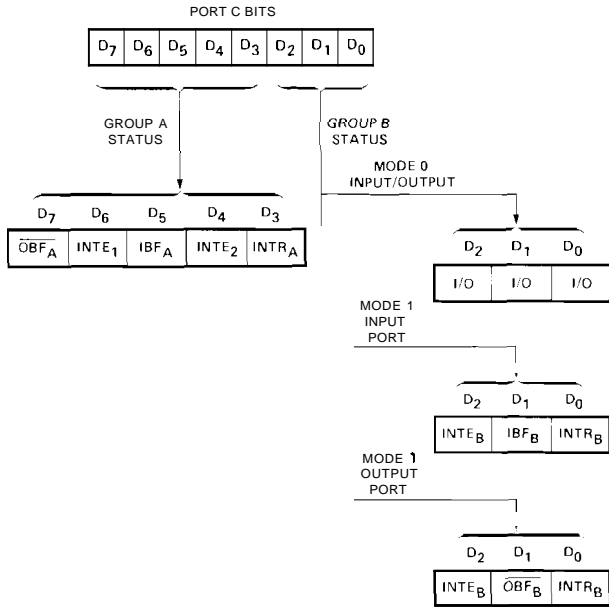 PORT C BITS
D7 D6 D5 D4 D3 D2 D1 D0
GROUP A
STATUS
GROUP B
STATUS
MODE 0
INPUT/OUTPUT
D7 D6 D5 D4 D3
OBFA INTE1 IBFA INTE2 INTRA
D2 D1 D0
I/O I/O I/O
MODE 1
INPUT
PORT
D2 D1 D0
INTEB IBFB INTRB
MODE 1
OUTPUT
PORT
D2 D1 D0
INTEB OBFB INTRB